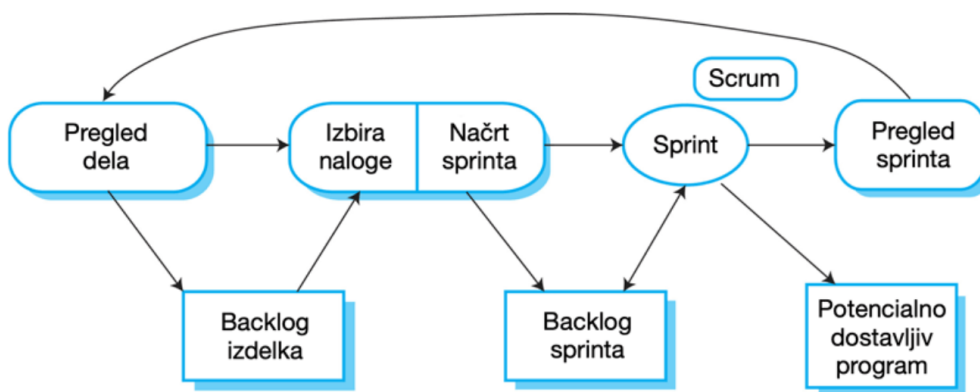 Scrum
Pregled
dela
Izbira
naloge
Načrt
sprinta
Sprint
Pregled
sprinta
Backlog
izdelka
Backlog
sprinta
Potencialno
dostavljiv
program